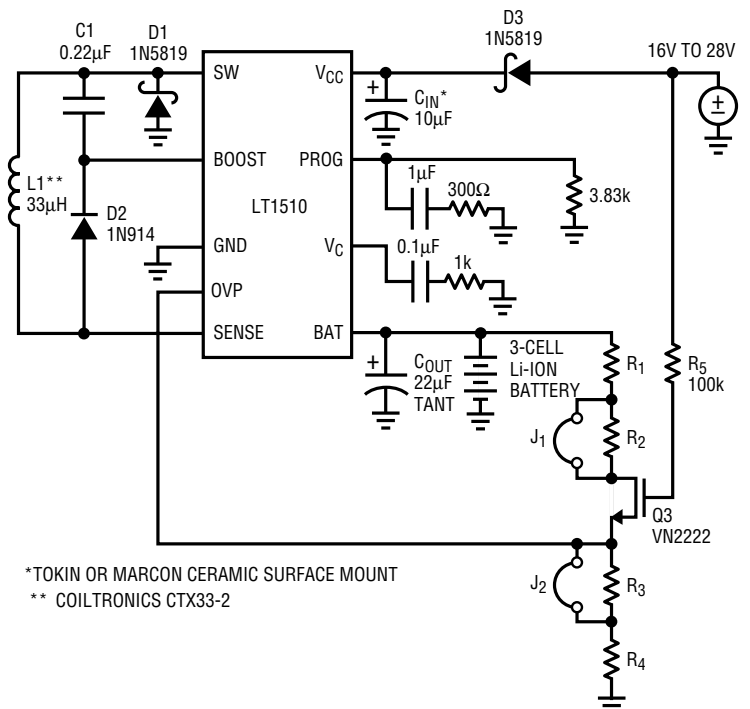 C1
0.22µF
D1
1N5819
D3
1N5819
16V TO 28V
SW
VCC
+
CIN*
10µF
±
BOOST
PROG
L1**
33µH
D2
1N914
LT1510
1µF
300Ω
3.83k
GND
VC
0.1µF
1k
OVP
SENSE
BAT
+
COUT
22µF
TANT
3-CELL
Li-ION
BATTERY
R1
R5
100k
J1
R2
Q3
VN2222
*TOKIN OR MARCON CERAMIC SURFACE MOUNT
** COILTRONICS CTX33-2
J2
R3
R4